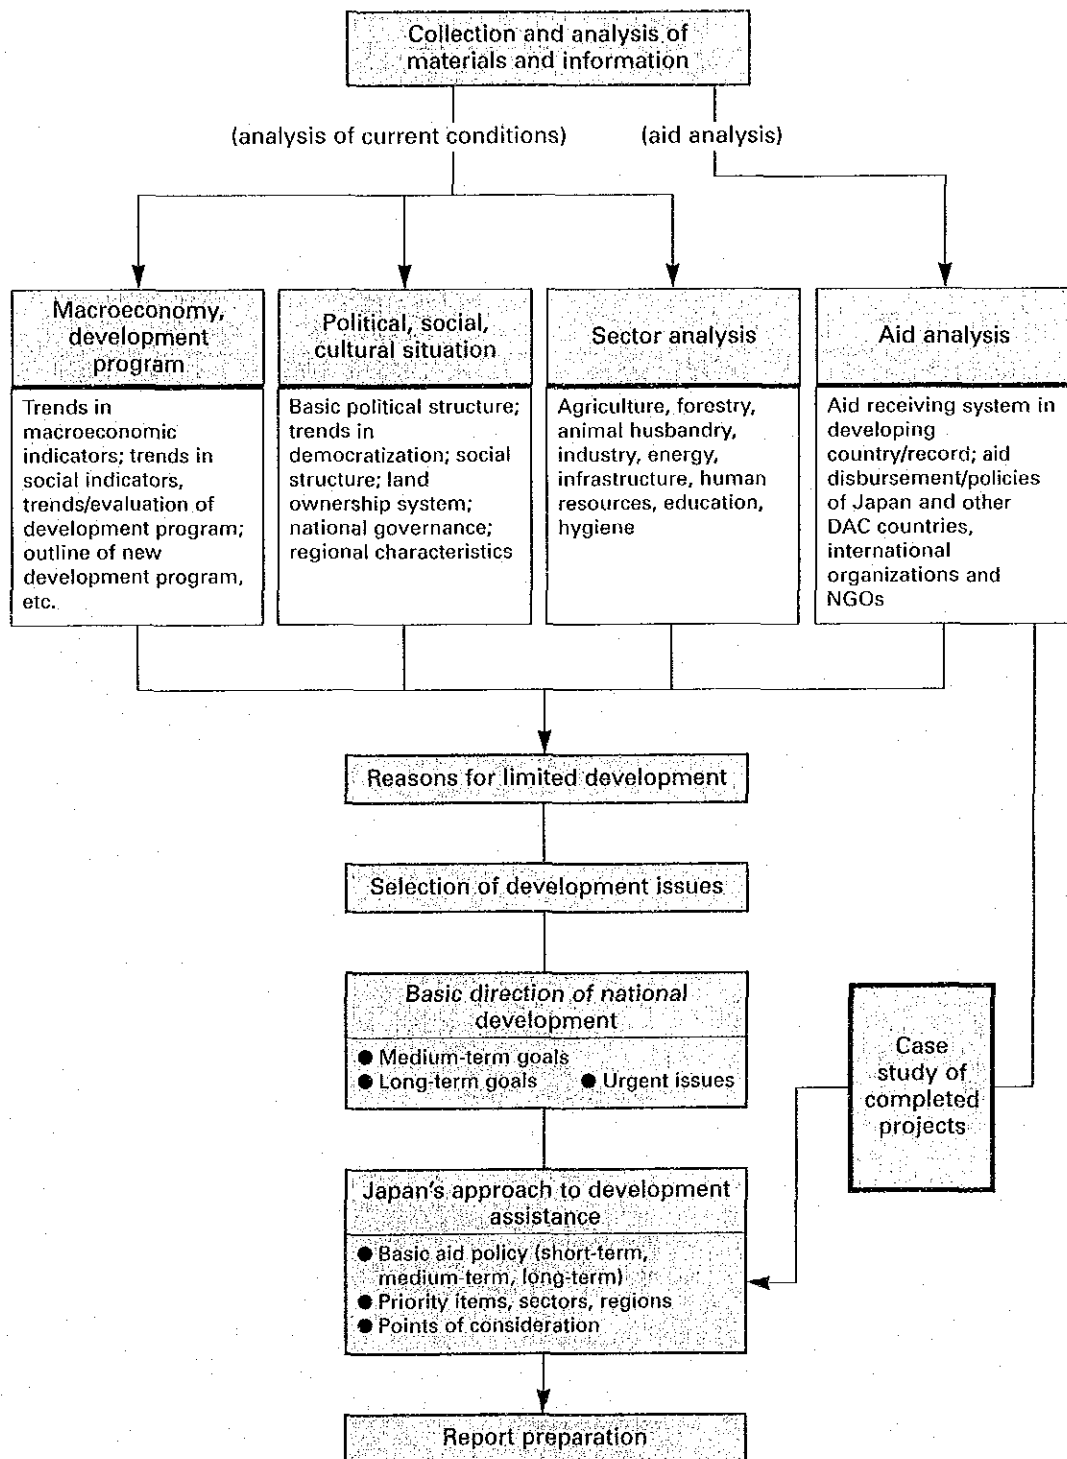 Collection and analysis of
materials and information
(analysis of current conditions)
(aid analysis)
Macroeconomy,
development
program
Trends in
macroeconomic
indicators; trends in
social indicators,
trends/evaluation of
development program;
outline of new
development program,
etc.
Political, social,
cultural situation
Basic political structure;
trends in
democratization; social
structure; land
ownership system;
national governance;
regional characteristics
Sector analysis
Agriculture, forestry,
animal husbandry,
industry, energy,
infrastructure, human
resources, education,
hygiene
Aid analysis
Aid receiving system in
developing
country/record; aid
disbursement/policies
of Japan and other
DAC countries,
international
organizations and
NGOs
Reasons for limited development
Selection of development issues
Basic direction of national
development
● Medium-term goals
● Long-term goals ● Urgent issues
Case
study of
completed
projects
Japan's approach to development
assistance
● Basic aid policy (short-term,
medium-term, long-term)
● Priority items, sectors, regions
● Points of consideration
Report preparation